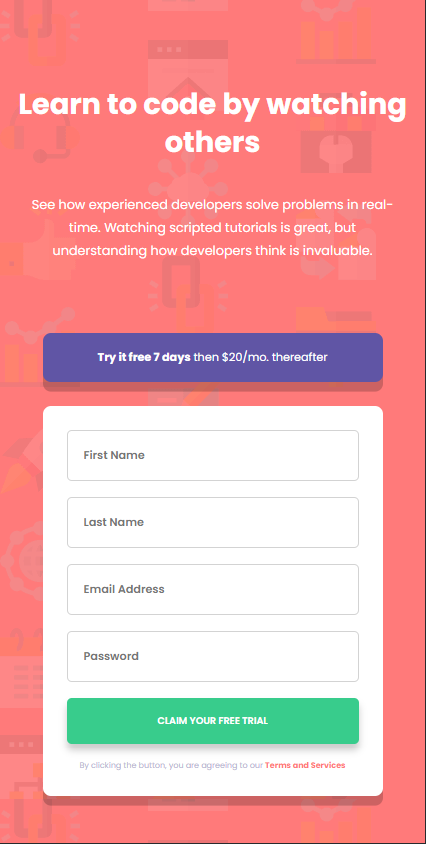 Learn to code by watching
others
See how experienced developers solve problems in real-
time. Watching scripted tutorials is great, but
understanding how developers think is invaluable.
Try it free 7 days then $20/mo. thereafter
First Name
Last Name
Email Address
Password
CLAIM YOUR FREE TRIAL
By clicking the button, you are agreeing to our Terms and Services